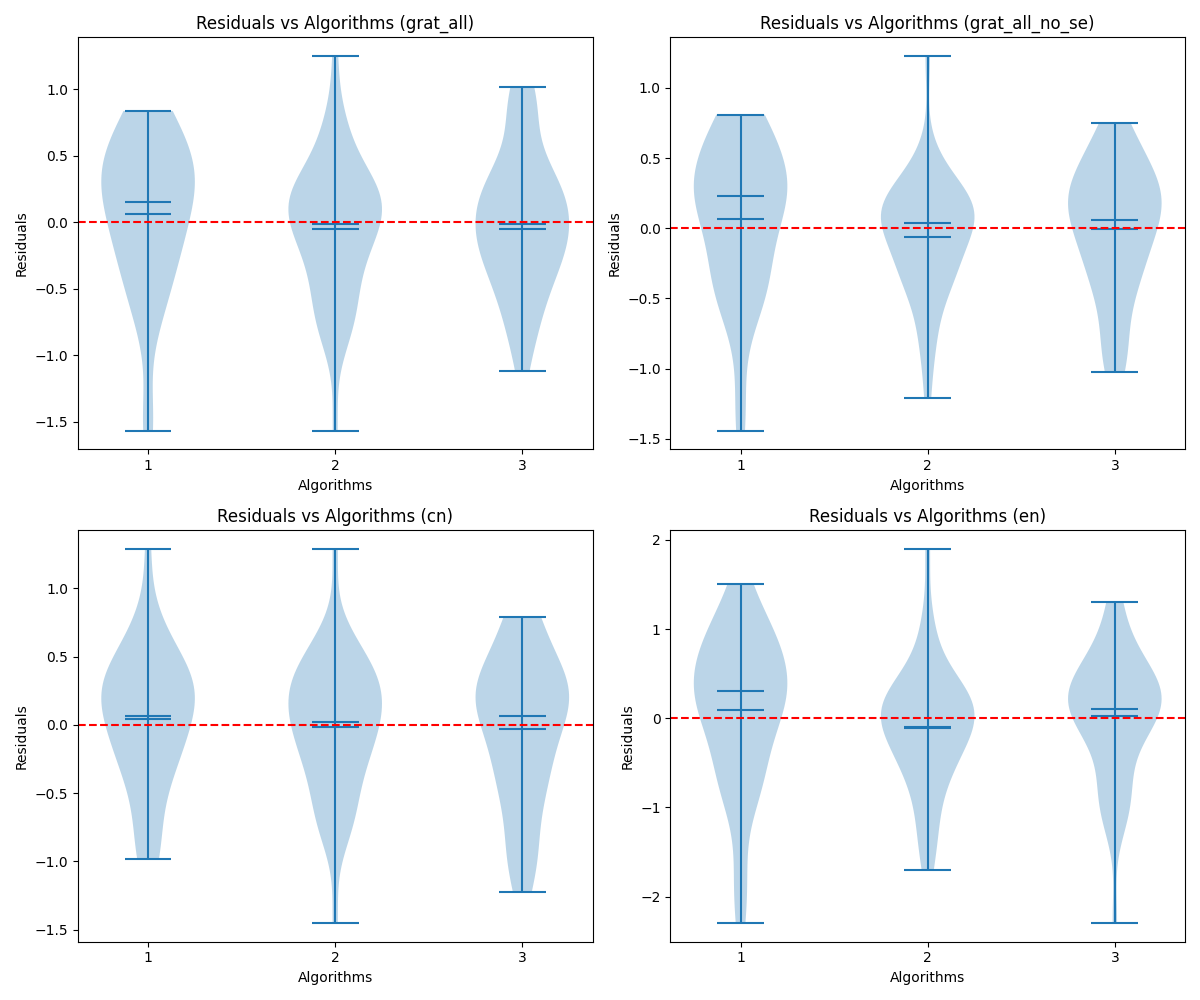 Residuals vs Algorithms (grat_all)
Residuals
1.0
0.5
0.0
−0.5
−1.0
−1.5
1 2 3
Algorithms
Residuals vs Algorithms (grat_all_no_se)
Residuals
1.0
0.5
0.0
−0.5
−1.0
−1.5
1 2 3
Algorithms
Residuals vs Algorithms (cn)
Residuals
1.0
0.5
0.0
−0.5
−1.0
−1.5
1 2 3
Algorithms
Residuals vs Algorithms (en)
Residuals
2
1
0
−1
−2
1 2 3
Algorithms